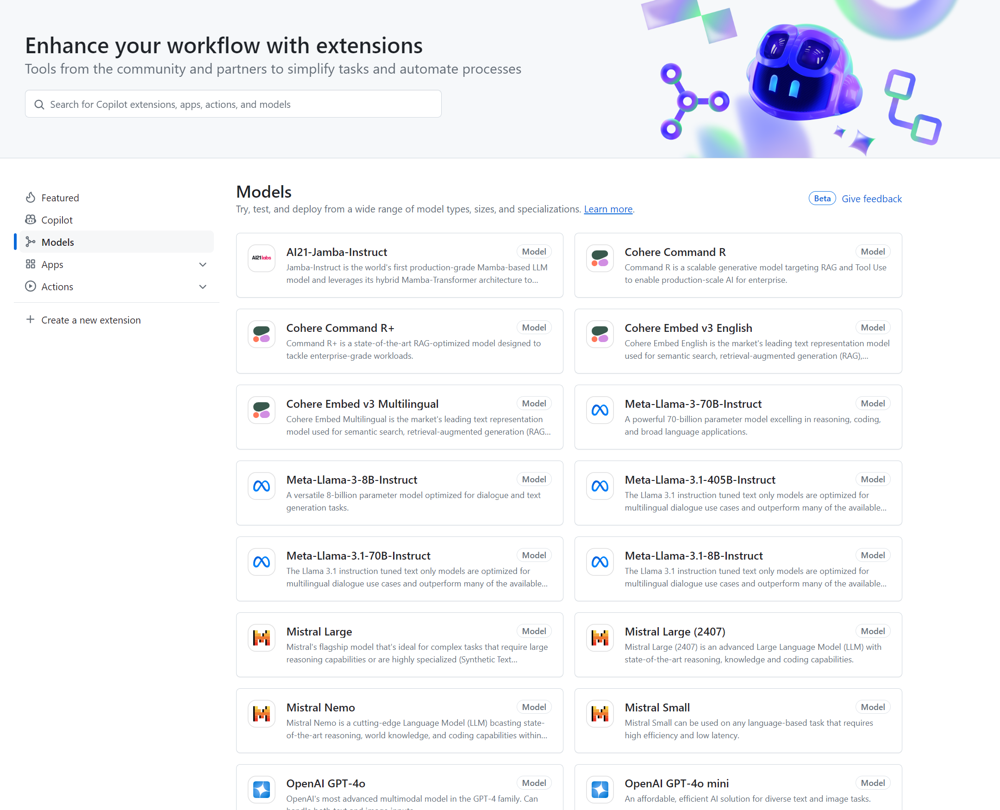 Enhance your workflow with extensions
Tools from the community and partners to simplify tasks and automate processes
Search for Copilot extensions, apps, actions, and models
Featured
Copilot
Models
Apps
Actions
Create a new extension
Models
Try, test, and deploy from a wide range of model types, sizes, and specializations. Learn more.
Beta
Give feedback
AI21labs
AI21-Jamba-Instruct
Model
Jamba-Instruct is the world's first production-grade Mamba-based LLM
model and leverages its hybrid Mamba-Transformer architecture to...
Cohere Command R
Model
Command R is a scalable generative model targeting RAG and Tool Use
to enable production-scale AI for enterprise.
Cohere Command R+
Model
Command R+ is a state-of-the-art RAG-optimized model designed to
tackle enterprise-grade workloads.
Cohere Embed v3 English
Model
Cohere Embed English is the market's leading text representation model
used for semantic search, retrieval-augmented generation (RAG),...
Cohere Embed v3 Multilingual
Model
Cohere Embed Multilingual is the market's leading text representation
model used for semantic search, retrieval-augmented generation (RAG...
Meta-Llama-3-70B-Instruct
Model
A powerful 70-billion parameter model excelling in reasoning, coding,
and broad language applications.
Meta-Llama-3-8B-Instruct
Model
A versatile 8-billion parameter model optimized for dialogue and text
generation tasks.
Meta-Llama-3.1-405B-Instruct
Model
The Llama 3.1 instruction tuned text only models are optimized for
multilingual dialogue use cases and outperform many of the available...
Meta-Llama-3.1-70B-Instruct
Model
The Llama 3.1 instruction tuned text only models are optimized for
multilingual dialogue use cases and outperform many of the available...
Meta-Llama-3.1-8B-Instruct
Model
The Llama 3.1 instruction tuned text only models are optimized for
multilingual dialogue use cases and outperform many of the available...
Mistral Large
Model
Mistral's flagship model that's ideal for complex tasks that require large
reasoning capabilities or are highly specialized (Synthetic Text...
Mistral Large (2407)
Model
Mistral Large (2407) is an advanced Large Language Model (LLM) with
state-of-the-art reasoning, knowledge and coding capabilities.
Mistral Nemo
Model
Mistral Nemo is a cutting-edge Language Model (LLM) boasting state-
of-the-art reasoning, world knowledge, and coding capabilities within...
Mistral Small
Model
Mistral Small can be used on any language-based task that requires
high efficiency and low latency.
OpenAI GPT-4o
Model
OpenAI's most advanced multimodal model in the GPT-4 family. Can
OpenAI GPT-4o mini
Model
An affordable, efficient AI solution for diverse text and image tasks.